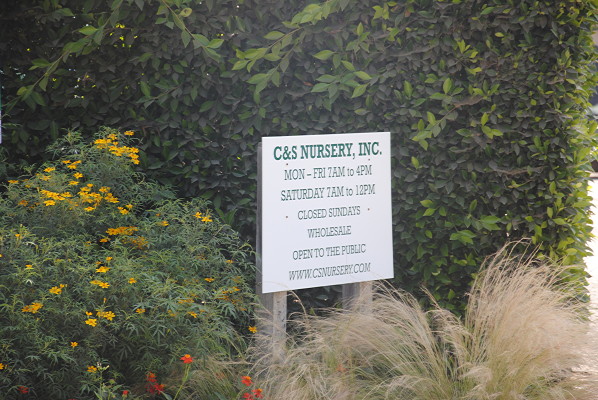 C&S NURSERY, INC.
MON – FRI 7AM to 4PM
SATURDAY 7AM to 12PM
· CLOSED SUNDAYS ·
WHOLESALE
OPEN TO THE PUBLIC
WWW.CSNURSERY.COM